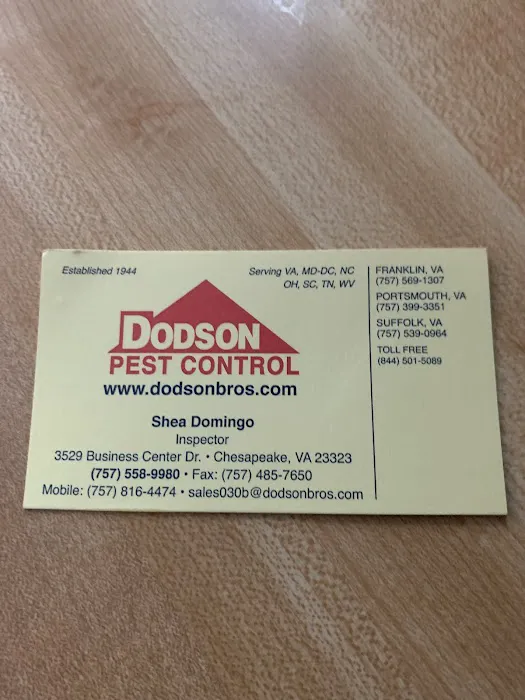 Established 1944
Serving VA, MD-DC, NC
OH, SC, TN, WV
DODSON
PEST CONTROL
www.dodsonbros.com
Shea Domingo
Inspector
3529 Business Center Dr. • Chesapeake, VA 23323
(757) 558-9980 • Fax: (757) 485-7650
Mobile: (757) 816-4474 • sales030b@dodsonbros.com
FRANKLIN, VA
(757) 569-1307
PORTSMOUTH, VA
(757) 399-3351
SUFFOLK, VA
(757) 539-0964
TOLL FREE
(844) 501-5089